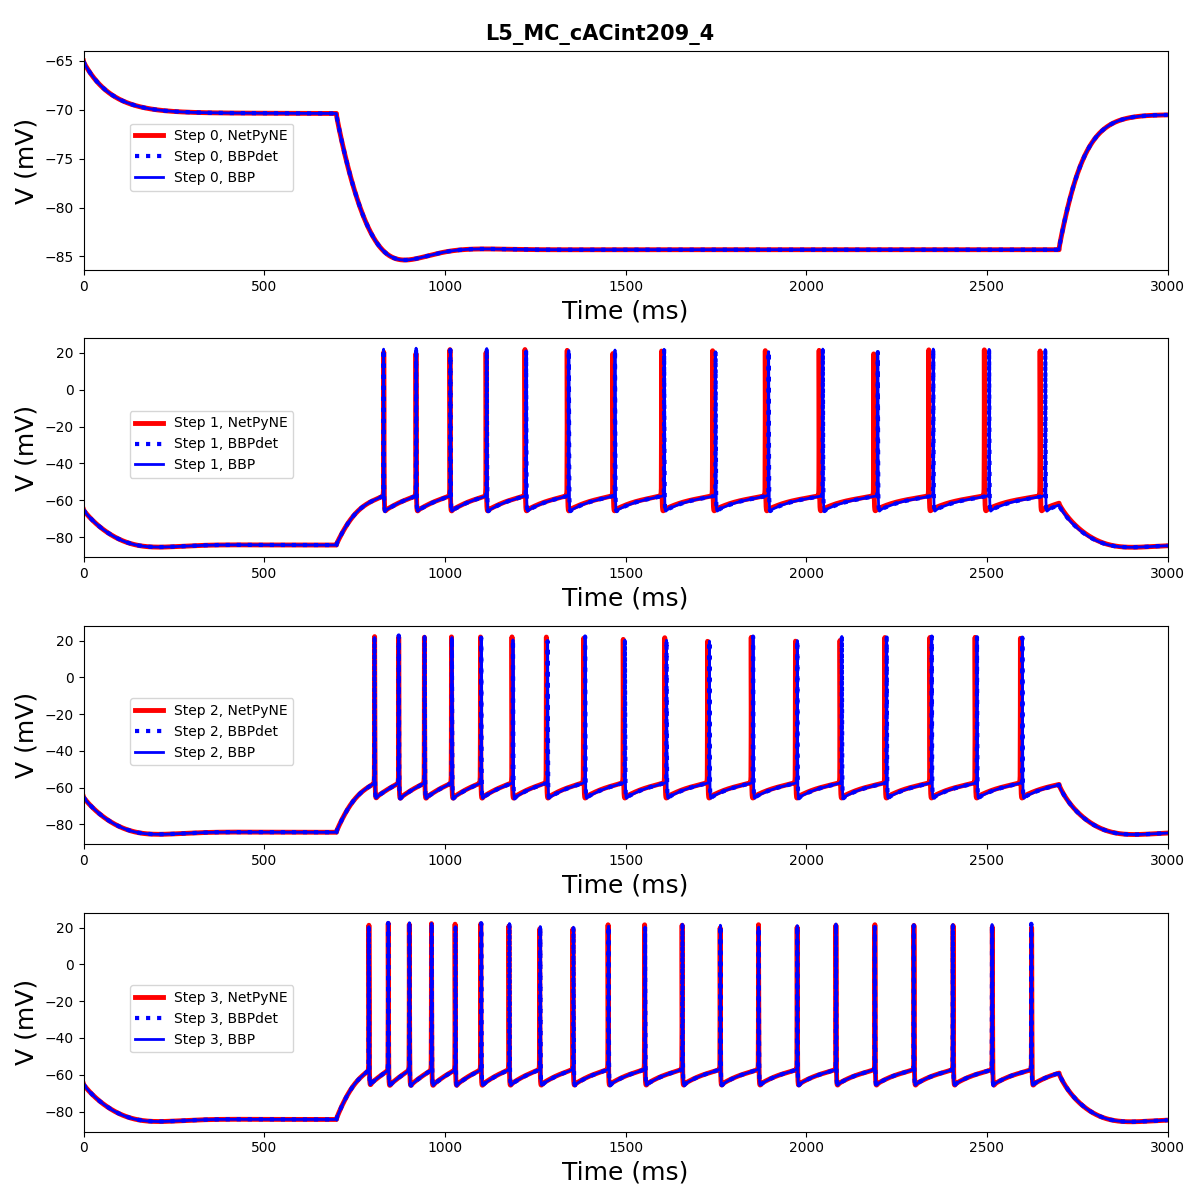 L5_MC_cACint209_4
V (mV)
−65
−70
−75
−80
−85
Step 0, NetPyNE
Step 0, BBPdet
Step 0, BBP
0 500 1000 1500 2000 2500 3000
Time (ms)
V (mV)
20
0
−20
−40
−60
−80
Step 1, NetPyNE
Step 1, BBPdet
Step 1, BBP
0 500 1000 1500 2000 2500 3000
Time (ms)
V (mV)
20
0
−20
−40
−60
−80
Step 2, NetPyNE
Step 2, BBPdet
Step 2, BBP
0 500 1000 1500 2000 2500 3000
Time (ms)
V (mV)
20
0
−20
−40
−60
−80
Step 3, NetPyNE
Step 3, BBPdet
Step 3, BBP
0 500 1000 1500 2000 2500 3000
Time (ms)